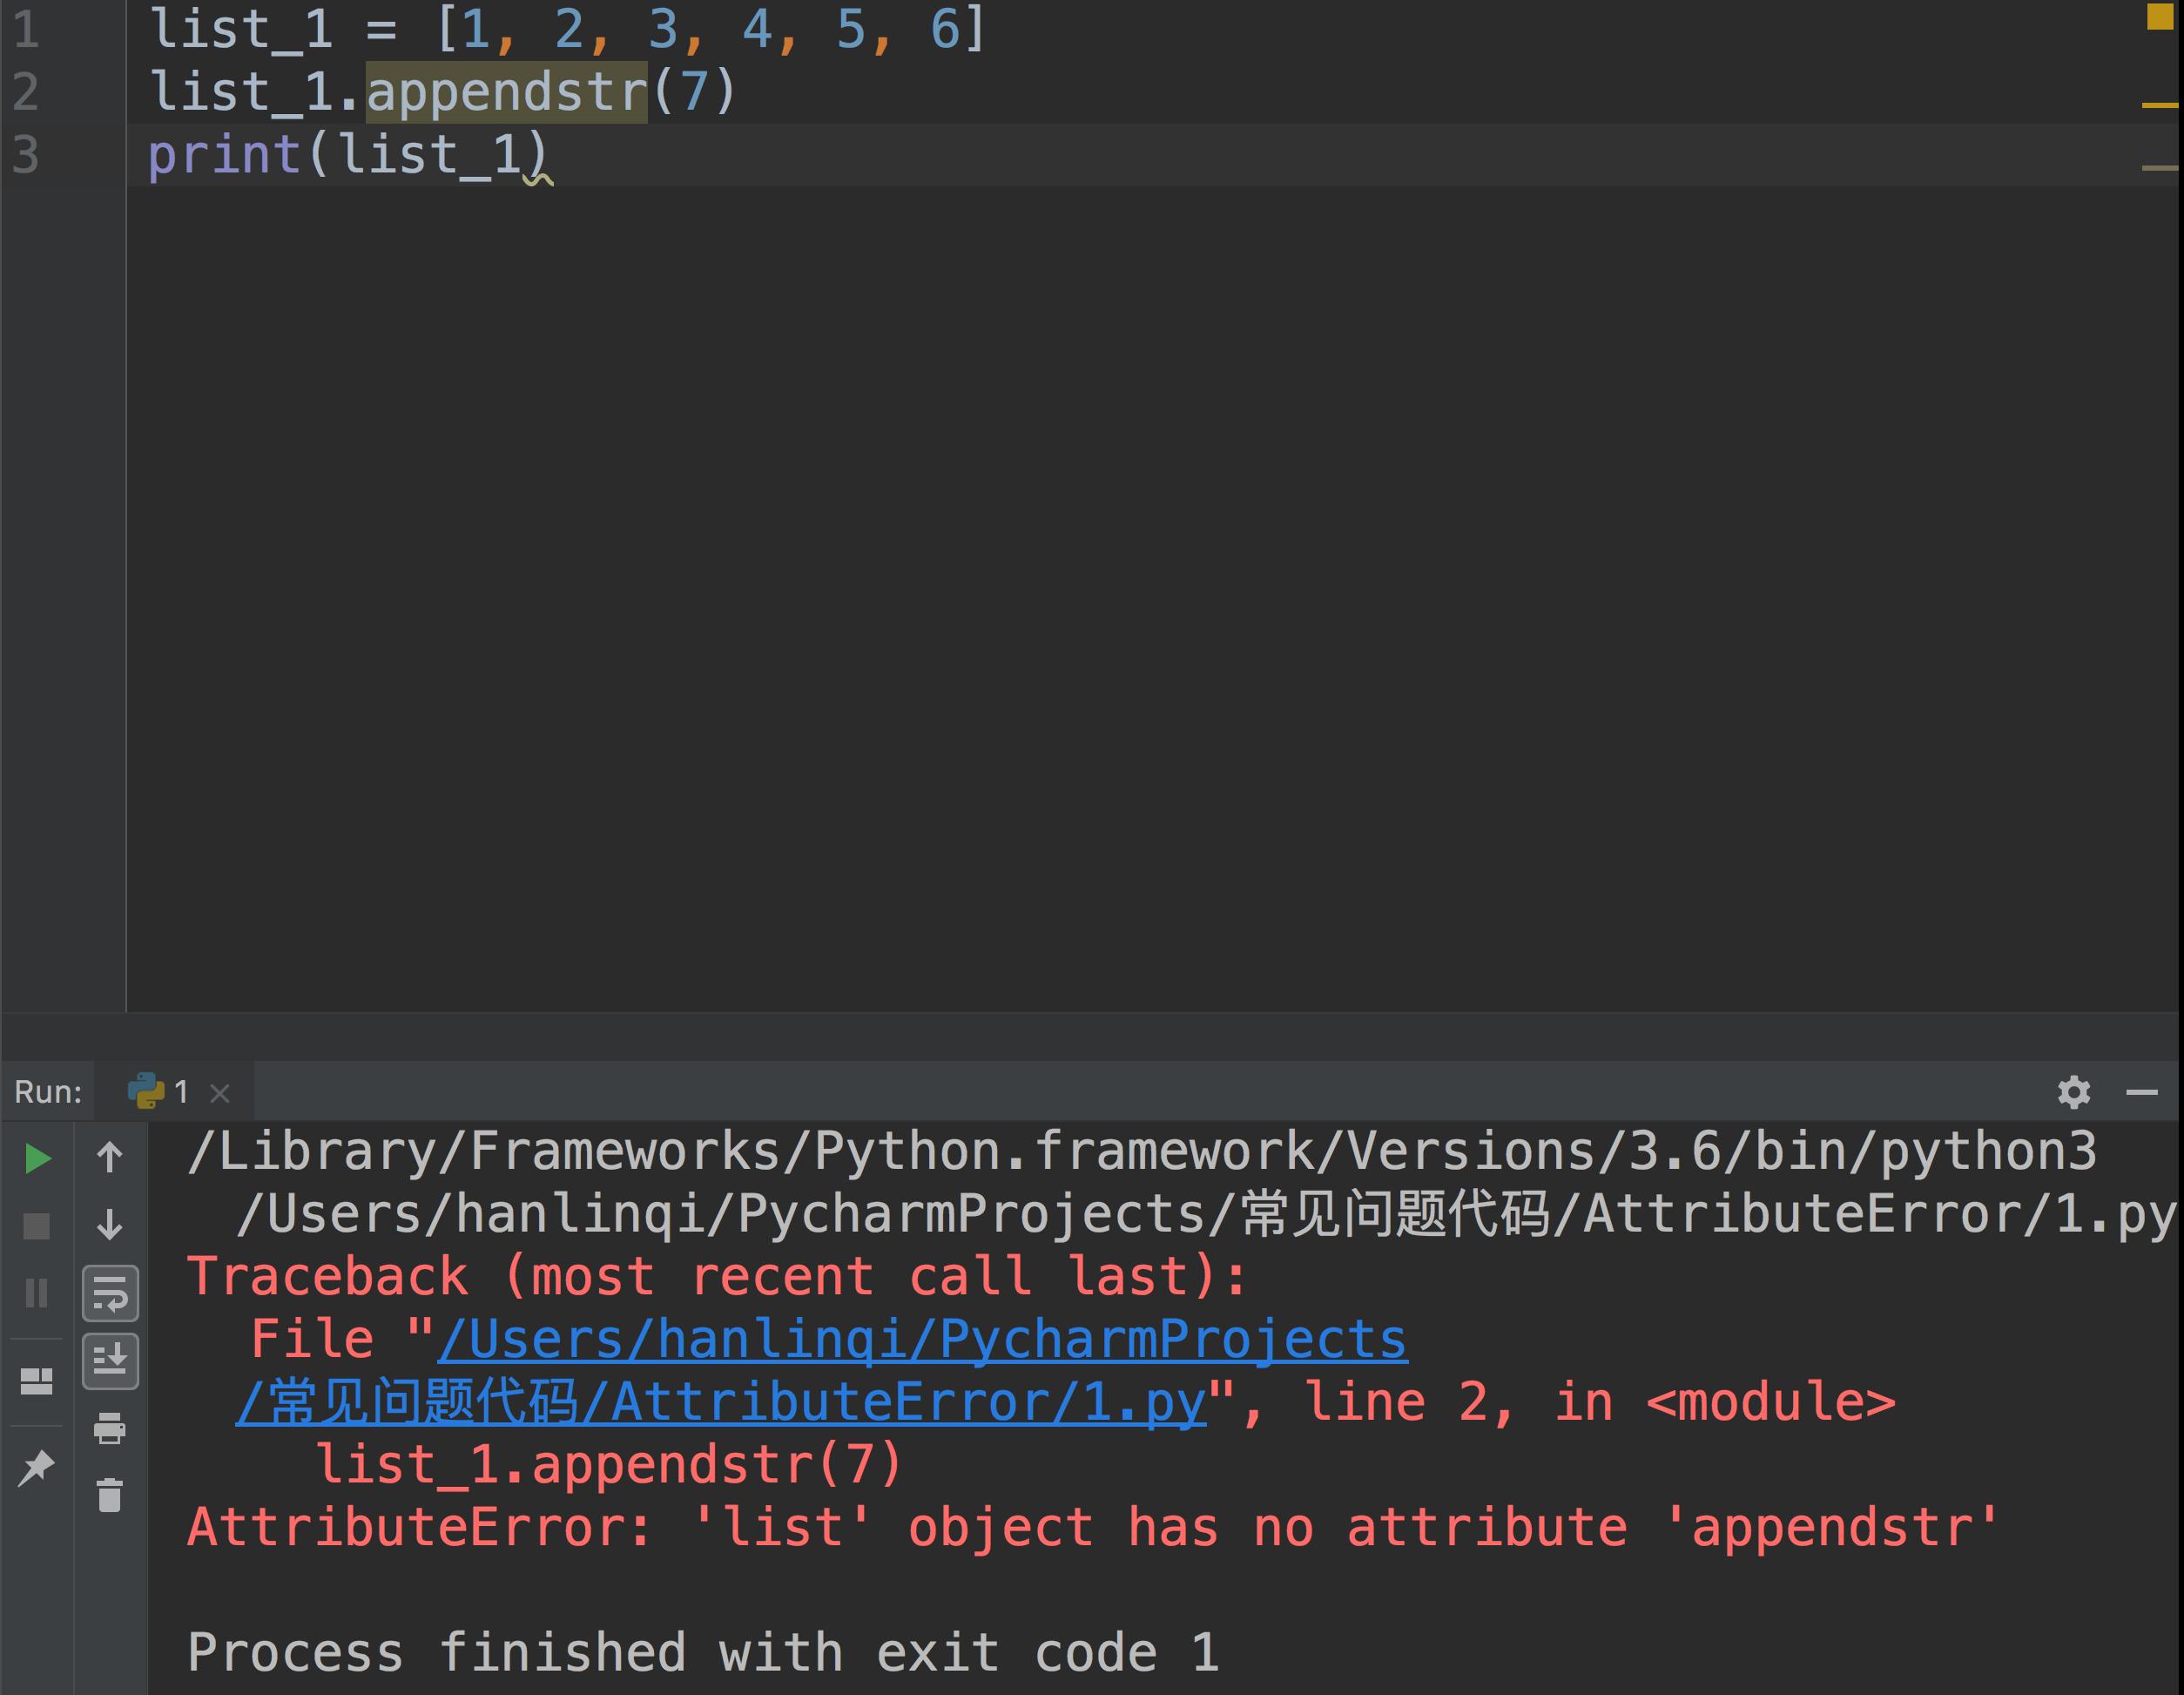 1 list_1 = [1, 2, 3, 4, 5, 6]
2 list_1.appendstr(7)
3 print(list_1)
Run: 1
/Library/Frameworks/Python.framework/Versions/3.6/bin/python3
/Users/hanlinqi/PycharmProjects/常见问题代码/AttributeError/1.py
Traceback (most recent call last):
File "/Users/hanlinqi/PycharmProjects
/常见问题代码/AttributeError/1.py", line 2, in <module>
list_1.appendstr(7)
AttributeError: 'list' object has no attribute 'appendstr'
Process finished with exit code 1